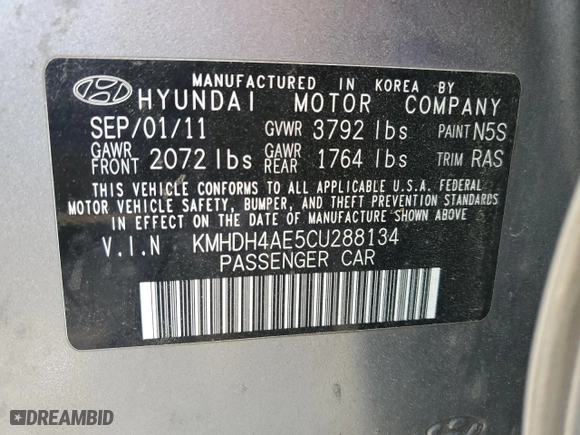 MANUFACTURED IN KOREA BY
HYUNDAI MOTOR COMPANY
SEP/01/11 GVWR 3792 lbs PAINT N5S
GAWR FRONT 2072 lbs GAWR REAR 1764 lbs TRIM RAS
THIS VEHICLE CONFORMS TO ALL APPLICABLE U.S.A. FEDERAL
MOTOR VEHICLE SAFETY, BUMPER, AND THEFT PREVENTION
STANDARDS IN EFFECT ON THE DATE OF MANUFACTURE
SHOWN ABOVE
V.I.N KMHDH4AE5CU288134
PASSENGER CAR
DREAMBID